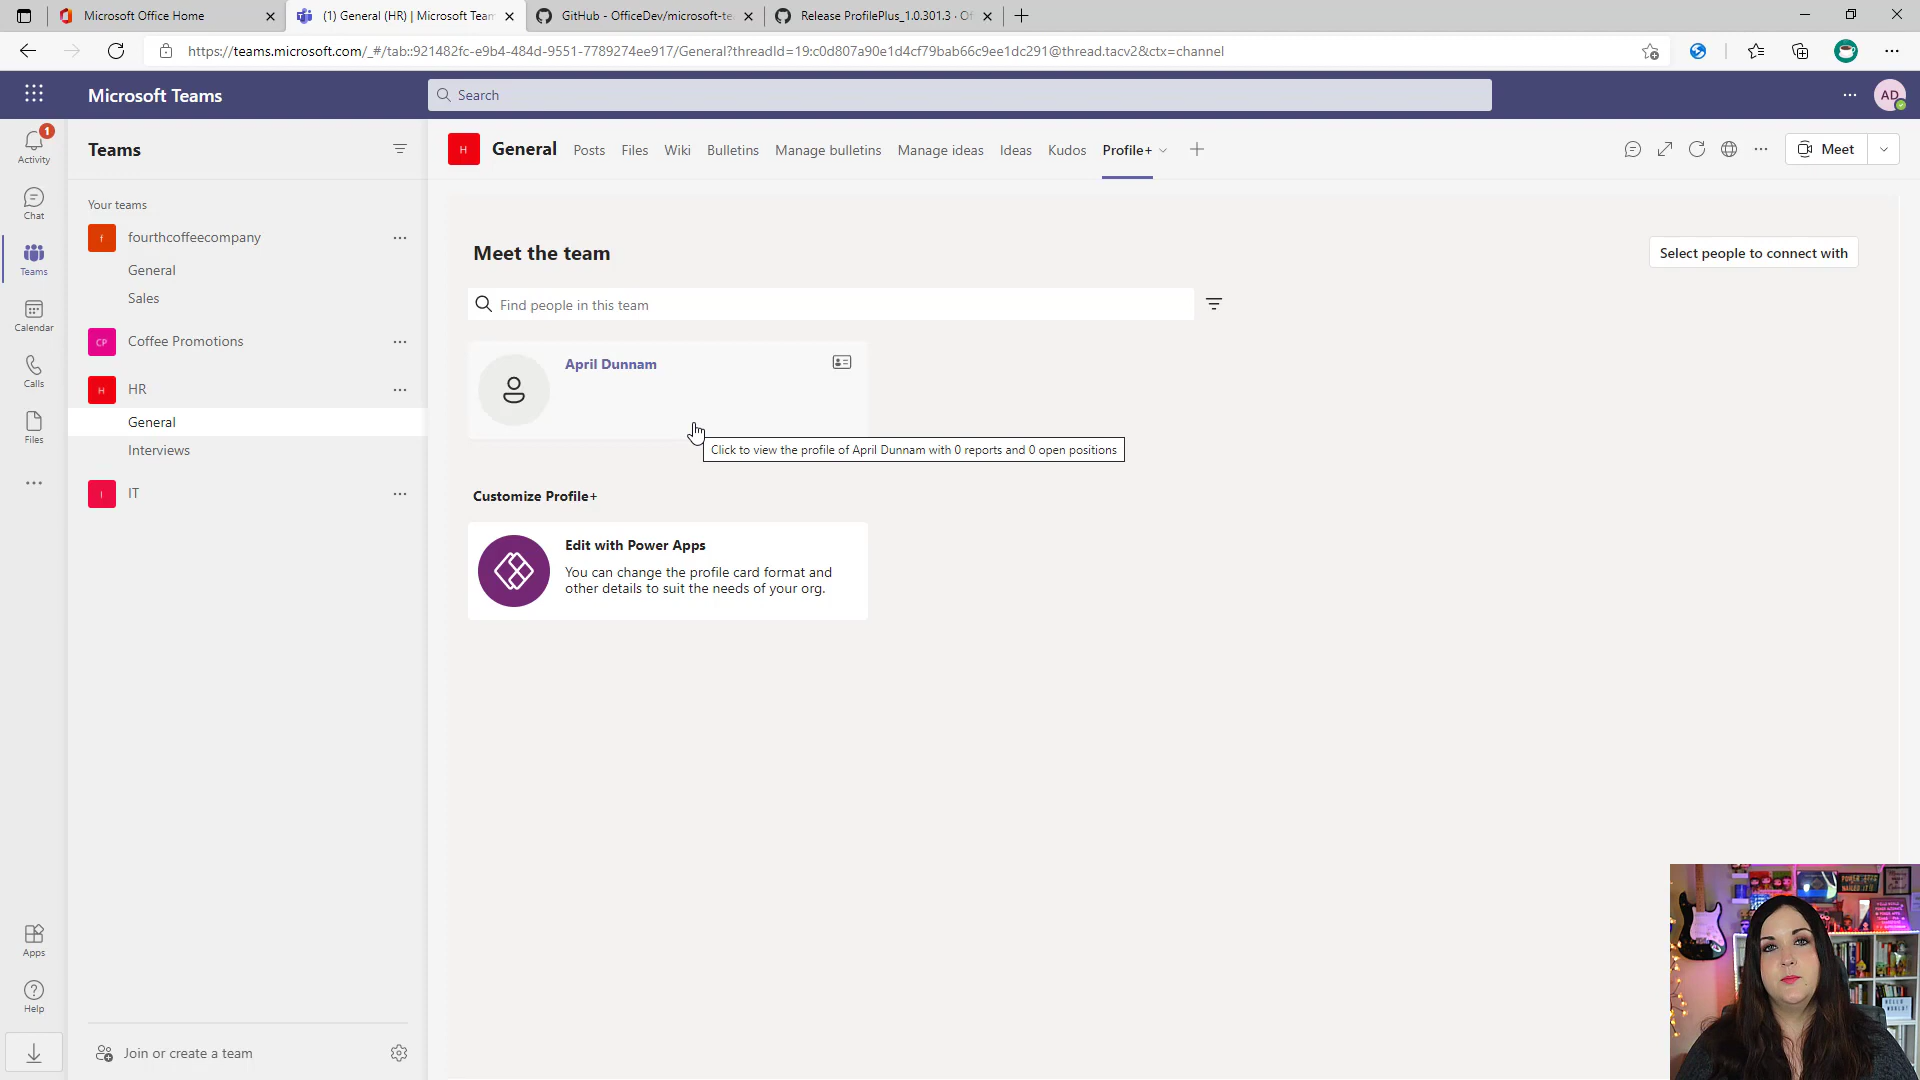 Microsoft Office Home
(1) General (HR) | Microsoft Team
GitHub - OfficeDev/microsoft-te
Release ProfilePlus_1.0.301.3 · Of
https://teams.microsoft.com/_#/tab::921482fc-e9b4-484d-9551-7789274ee917/General?threadId=19:c0d807a90e1d4cf79bab66c9ee1dc291@thread.tacv2&ctx=channel
Microsoft Teams
Search
AD
1
Activity
Chat
Teams
Calendar
Calls
Files
Apps
Help
Teams
Your teams
f
fourthcoffeecompany
General
Sales
CP
Coffee Promotions
H
HR
General
Interviews
I
IT
Join or create a team
H
General
Posts
Files
Wiki
Bulletins
Manage bulletins
Manage ideas
Ideas
Kudos
Profile+
Meet
Meet the team
Select people to connect with
Find people in this team
April Dunnam
Click to view the profile of April Dunnam with 0 reports and 0 open positions
Customize Profile+
Edit with Power Apps
You can change the profile card format and
other details to suit the needs of your org.